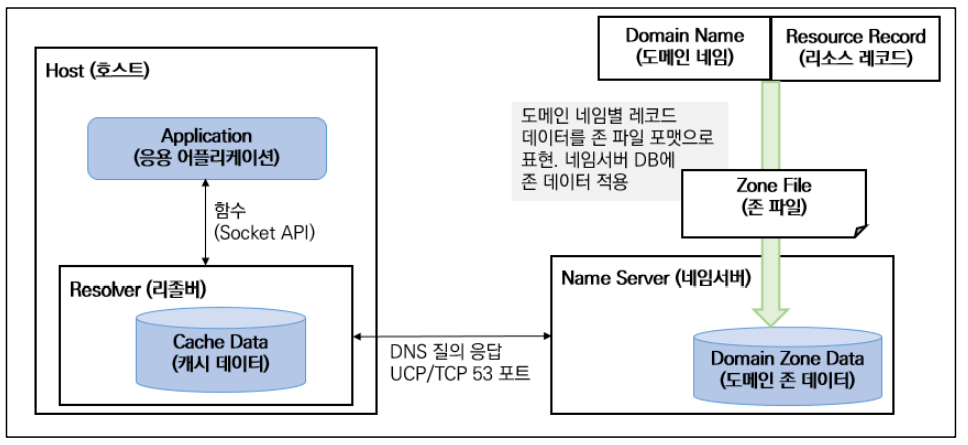 Host (호스트)
Application
(응용 어플리케이션)
함수
(Socket API)
Resolver (리졸버)
Cache Data
(캐시 데이터)
DNS 질의 응답
UCP/TCP 53 포트
Domain Name
(도메인 네임)
Resource Record
(리소스 레코드)
도메인 네임별 레코드
데이터를 존 파일 포맷으로
표현. 네임서버 DB에
존 데이터 적용
Zone File
(존 파일)
Name Server (네임서버)
Domain Zone Data
(도메인 존 데이터)